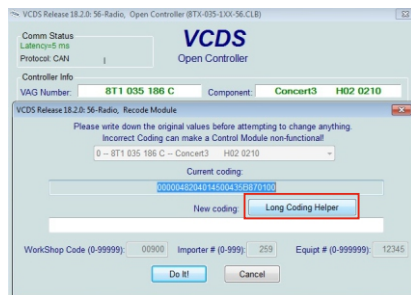 VCDS Release 18.2.0: 56-Radio, Open Controller (8TX-035-1XX-56.CLB)
Comm Status
Latency=5 ms
Protocol: CAN
VCDS
Open Controller
Controller Info
VAG Number: 8T1 035 186 C Component: Concert3 H02 0210
VCDS Release 18.2.0: 56-Radio, Recode Module
Please write down the original values before attempting to change anything.
Incorrect Coding can make a Control Module non-functional!
0 -- 8T1 035 186 C -- Concert3 H02 0210
Current coding:
New coding: Long Coding Helper
WorkShop Code (0-99999): 00900 Importer # (0-999): 259 Equipt # (0-999999): 12345
Do It! Cancel